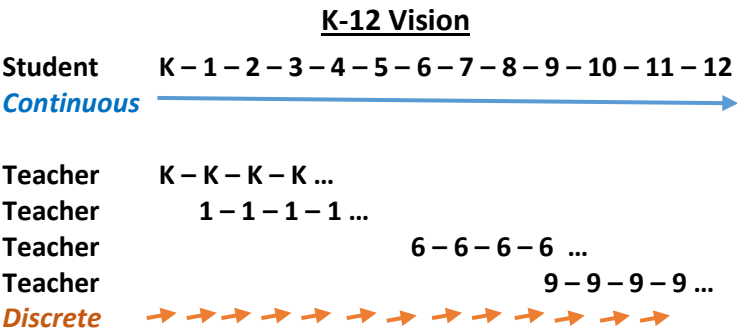 K-12 Vision
Student K – 1 – 2 – 3 – 4 – 5 – 6 – 7 – 8 – 9 – 10 – 11 – 12
Continuous
Teacher K – K – K – K …
Teacher 1 – 1 – 1 – 1 …
Teacher 6 – 6 – 6 – 6 …
Teacher 9 – 9 – 9 – 9 …
Discrete